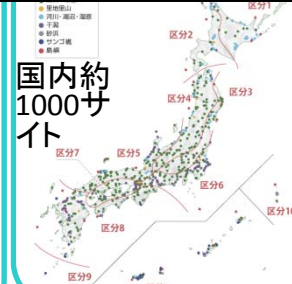 里地里山
河川・湖沼・湿原
干潟
砂浜
サンゴ礁
島嶼
国内約
1000サ
イト
区分1
区分2
区分3
区分4
区分5
区分6
区分7
区分8
区分9
区分10